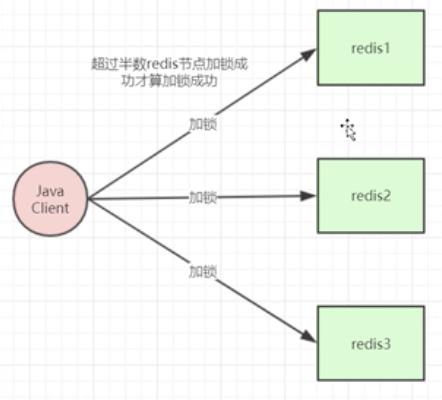 超过半数redis节点加锁成
功才算加锁成功
redis1
加锁
Java
Client
加锁
redis2
加锁
redis3